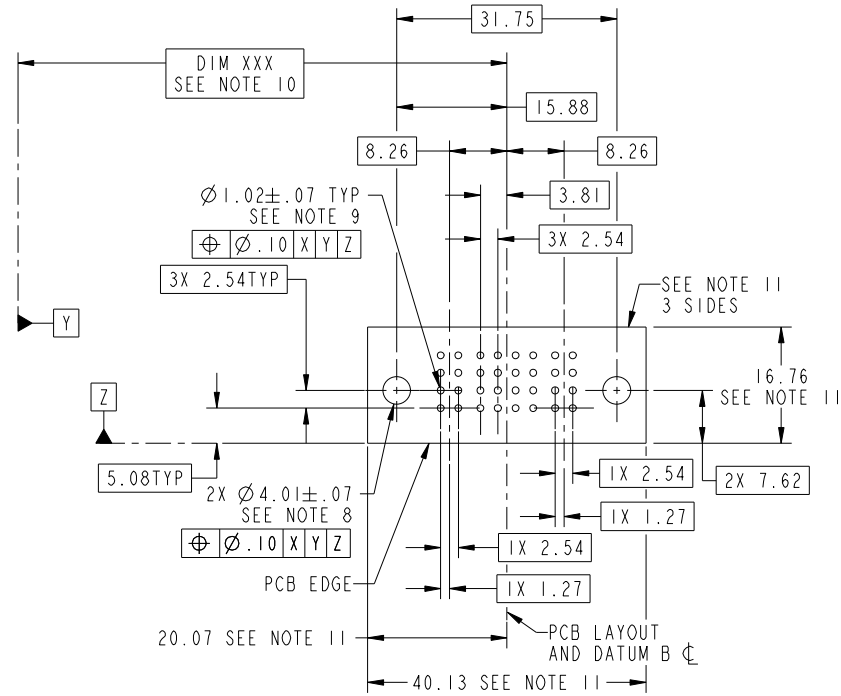 31.75
DIM XXX
SEE NOTE 10
15.88
8.26
8.26
Ø1.02±.07 TYP
SEE NOTE 9
3.81
⌖ Ø.10 X Y Z
3X 2.54
3X 2.54TYP
SEE NOTE 11
3 SIDES
Y
16.76
SEE NOTE 11
Z
5.08TYP
1X 2.54
2X 7.62
2X Ø4.01±.07
SEE NOTE 8
1X 1.27
⌖ Ø.10 X Y Z
1X 2.54
PCB EDGE
1X 1.27
20.07 SEE NOTE 11
PCB LAYOUT
AND DATUM B ℄
40.13 SEE NOTE 11